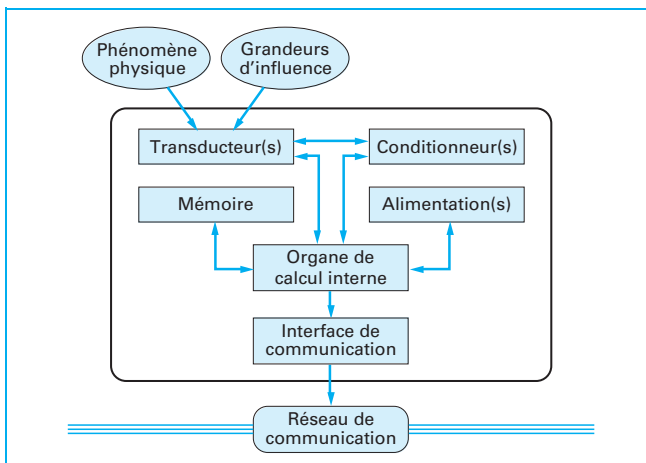 Phénomène
physique
Grandeurs
d'influence
Transducteur(s)
Conditionneur(s)
Mémoire
Alimentation(s)
Organe de
calcul interne
Interface de
communication
Réseau de
communication